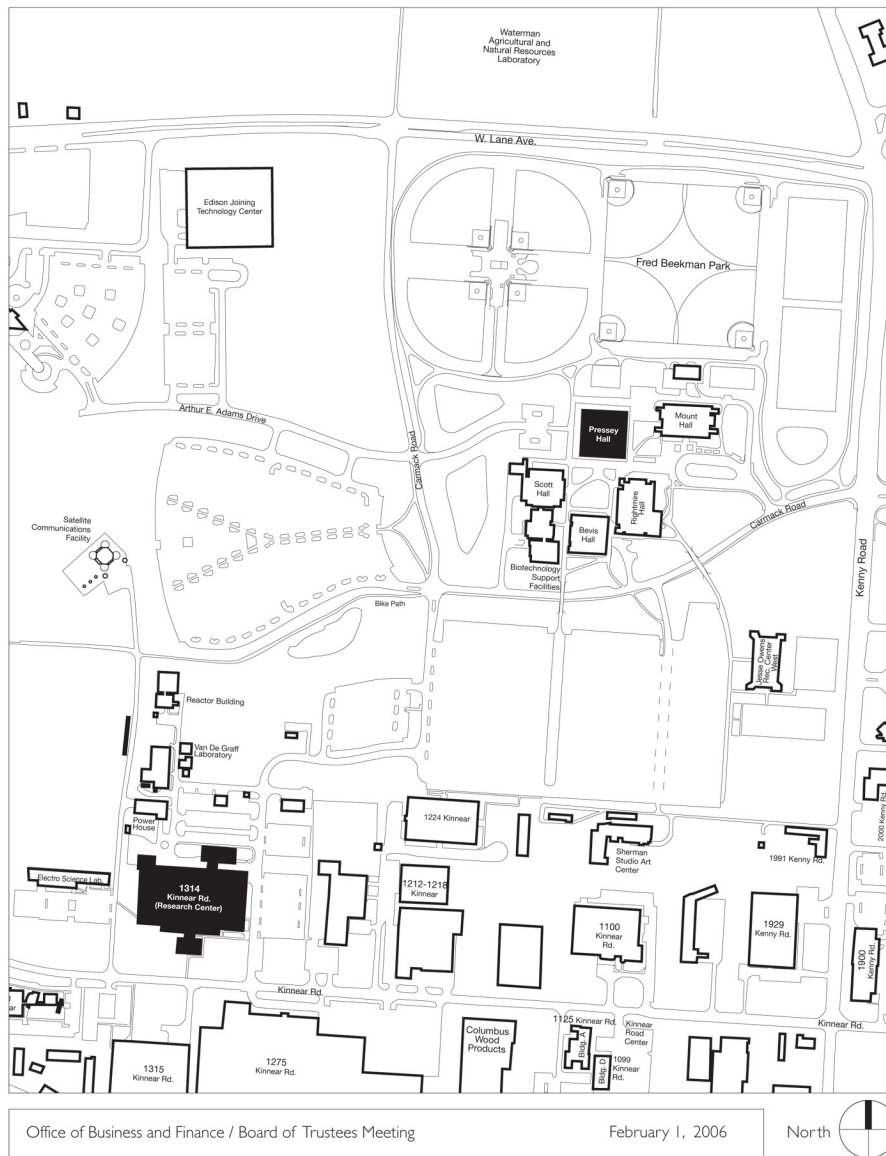 Waterman
Agricultural and
Natural Resources
Laboratory
W. Lane Ave.
Edison Joining
Technology Center
Fred Beekman Park
Arthur E. Adams Drive
Carmack Road
Pressey
Hall
Mount
Hall
Scott
Hall
Rightmire
Hall
Bevis
Hall
Carmack Road
Kenny Road
Satellite
Communications
Facility
Biotechnology
Support
Facilities
Bike Path
Jesse Owens
Rec. Center
West
Reactor Building
Van De Graff
Laboratory
Power
House
1224 Kinnear
Sherman
Studio Art
Center
1991 Kenny Rd.
2000 Kenny Rd.
Electro Science Lab.
1314
Kinnear Rd.
(Research Center)
1212-1218
Kinnear
1100
Kinnear
Rd.
1929
Kenny Rd.
1900
Kenny Rd.
Kinnear Rd.
1125 Kinnear Rd.
Kinnear
Road
Center
Kinnear Rd.
Columbus
Wood
Products
Bldg. A
Bldg. D
1099
Kinnear
Rd.
1315
Kinnear Rd.
1275
Kinnear Rd.
Office of Business and Finance / Board of Trustees Meeting
February 1, 2006
North